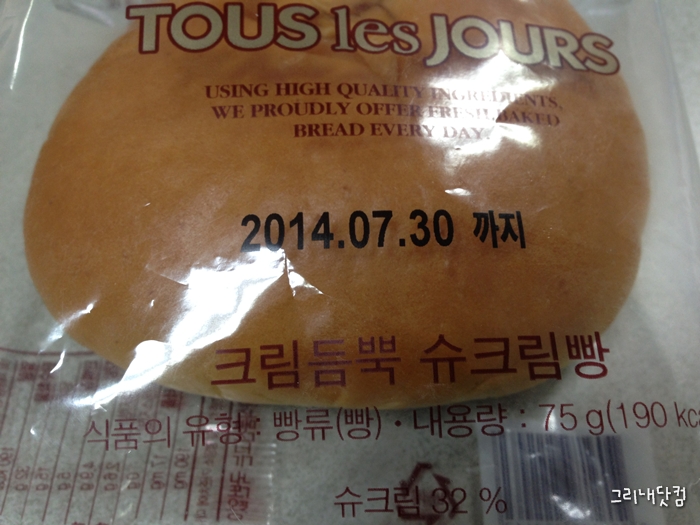 TOUS les JOURS
USING HIGH QUALITY INGREDIENTS,
WE PROUDLY OFFER FRESH BAKED
BREAD EVERY DAY.
2014.07.30 까지
크림듬뿍 슈크림빵
식품의 유형 : 빵류(빵) · 내용량 : 75 g(190 kc
슈크림 32 %
그리내닷컴